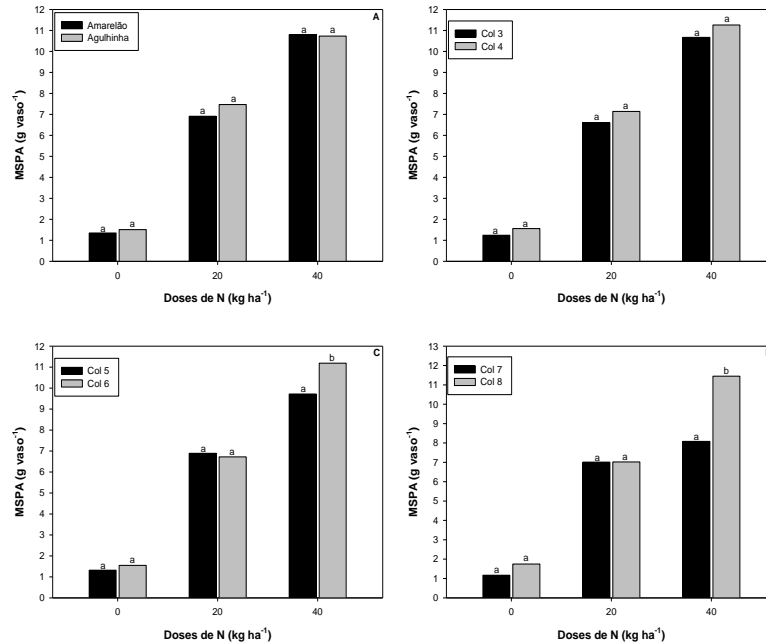 A
Amarelão
Agulhinha
MSPA (g vaso⁻¹)
12
11
10
9
8
7
6
5
4
3
2
1
0
a a
a a
a a
0 20 40
Doses de N (kg ha⁻¹)
Col 3
Col 4
MSPA (g vaso⁻¹)
12
11
10
9
8
7
6
5
4
3
2
1
0
a a
a a
a a
0 20 40
Doses de N (kg ha⁻¹)
C
Col 5
Col 6
MSPA (g vaso⁻¹)
12
11
10
9
8
7
6
5
4
3
2
1
0
a a
a a
a b
0 20 40
Doses de N (kg ha⁻¹)
Col 7
Col 8
MSPA (g vaso⁻¹)
13
12
11
10
9
8
7
6
5
4
3
2
1
0
a a
a a
a b
0 20 40
Doses de N (kg ha⁻¹)